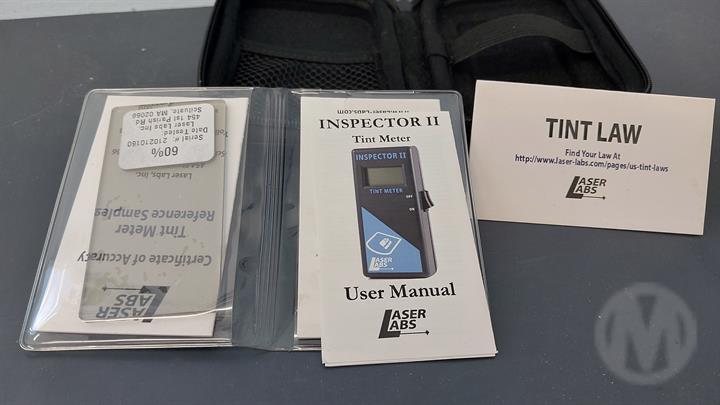 60%
Serial #: 210210160
Date Tested:
Laser Labs Inc.
454 1st Parish Rd
Scituate, MA 02066
Laser Labs, Inc.
Reference Samples
Tint Meter
Certificate of Accuracy
LASER
LABS
INSPECTOR II
Tint Meter
INSPECTOR II
TINT METER
OFF
ON
LASER
LABS
User Manual
LASER
LABS
TINT LAW
Find Your Law At
http://www.laser-labs.com/pages/us-tint-laws
LASER
LABS
M